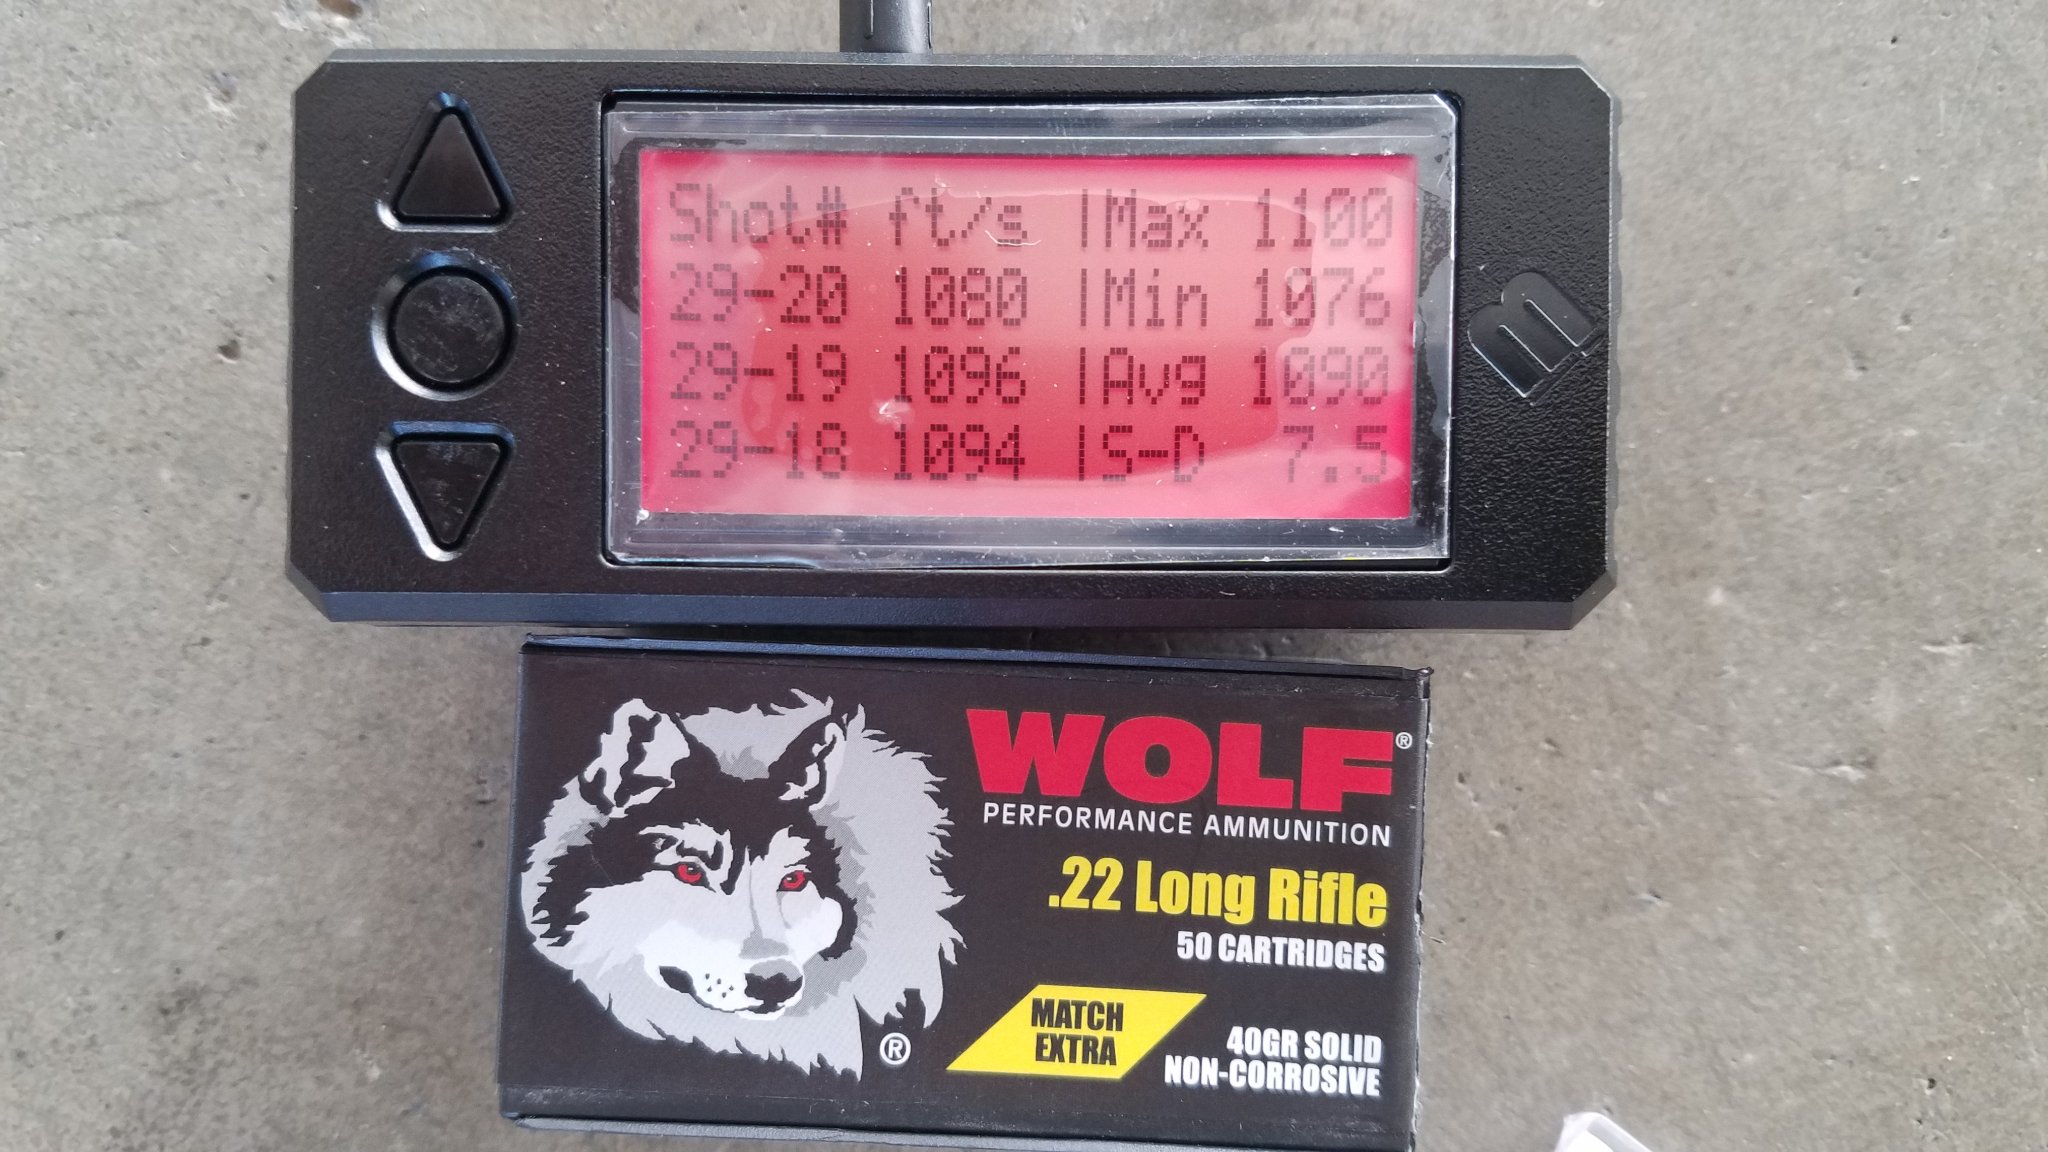 Shot# ft/s |Max 1100
29-20 1080 |Min 1076
29-19 1096 |Avg 1090
29-18 1094 |S-D 7.5
m
WOLF®
PERFORMANCE AMMUNITION
.22 Long Rifle
50 CARTRIDGES
MATCH
EXTRA
40GR SOLID
NON-CORROSIVE
®